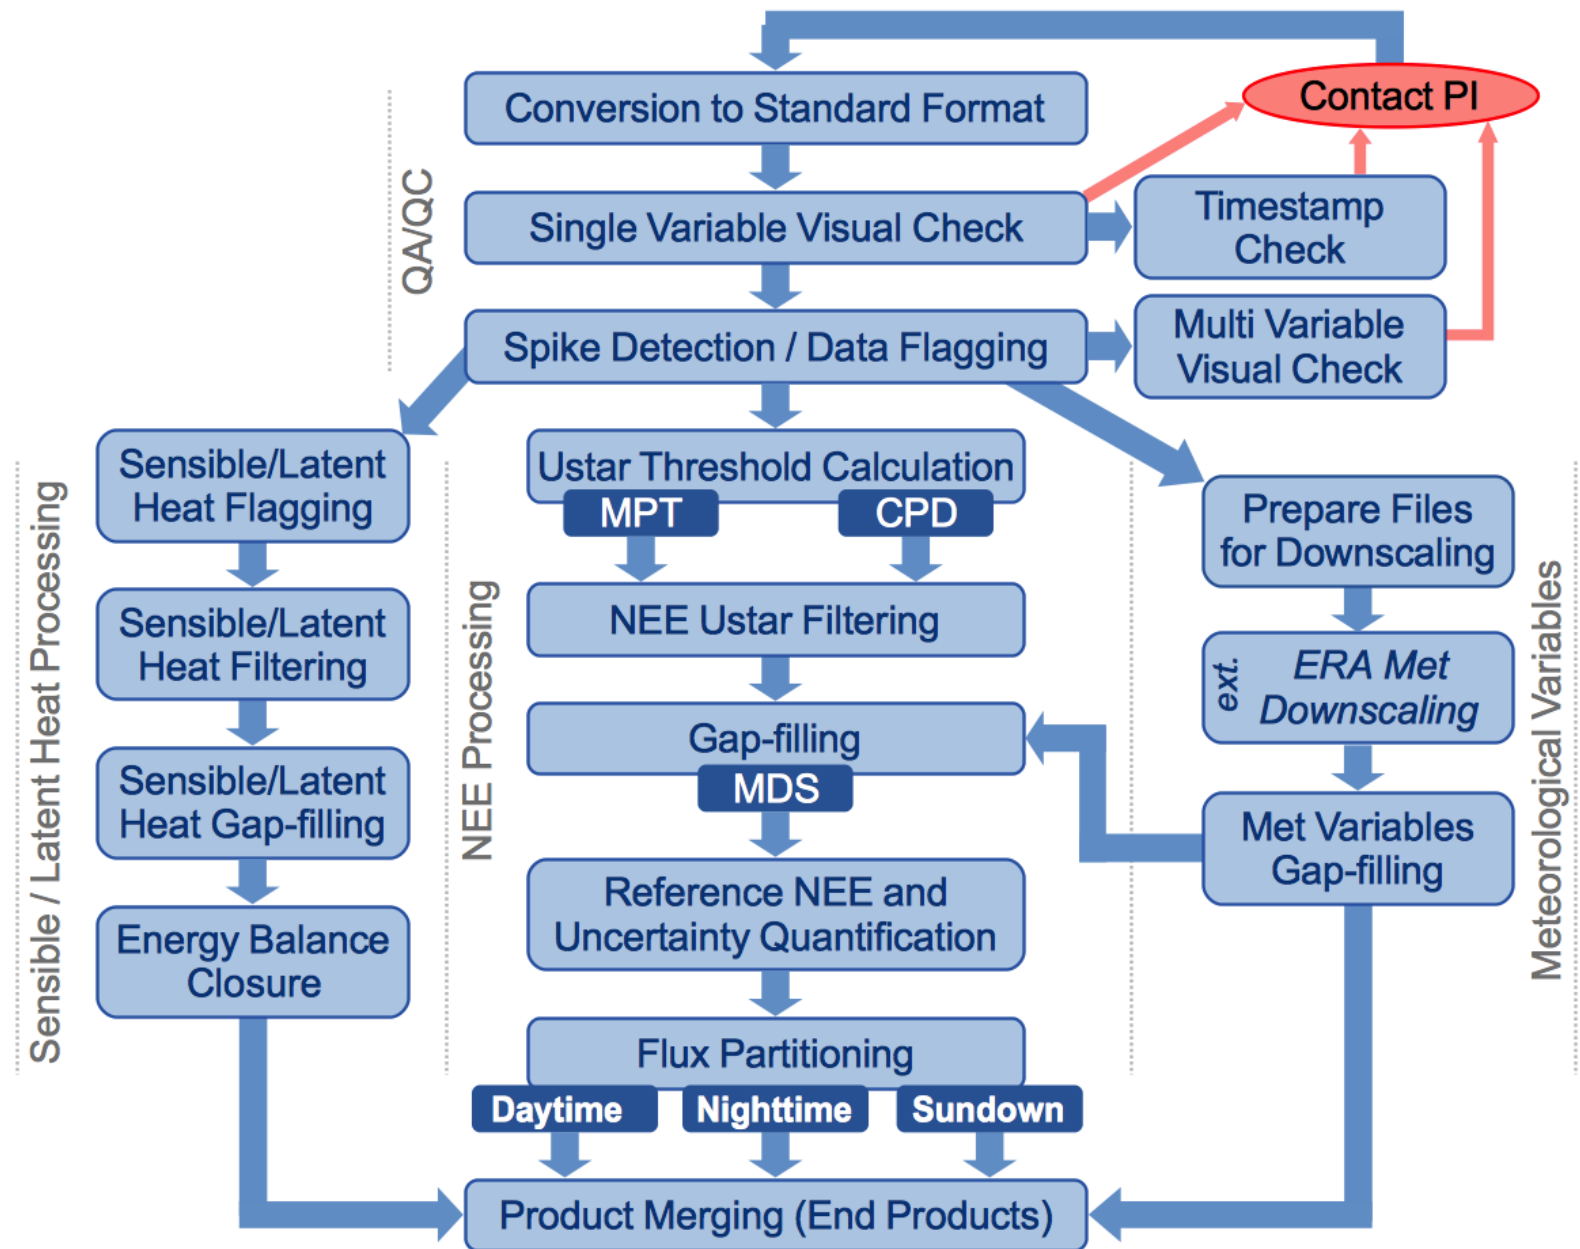 Conversion to Standard Format
Contact PI
QA/QC
Single Variable Visual Check
Timestamp
Check
Spike Detection / Data Flagging
Multi Variable
Visual Check
Sensible / Latent Heat Processing
Sensible/Latent
Heat Flagging
Sensible/Latent
Heat Filtering
Sensible/Latent
Heat Gap-filling
Energy Balance
Closure
NEE Processing
Ustar Threshold Calculation
MPT
CPD
NEE Ustar Filtering
Gap-filling
MDS
Reference NEE and
Uncertainty Quantification
Flux Partitioning
Daytime
Nighttime
Sundown
Meteorological Variables
Prepare Files
for Downscaling
ext.
ERA Met
Downscaling
Met Variables
Gap-filling
Product Merging (End Products)